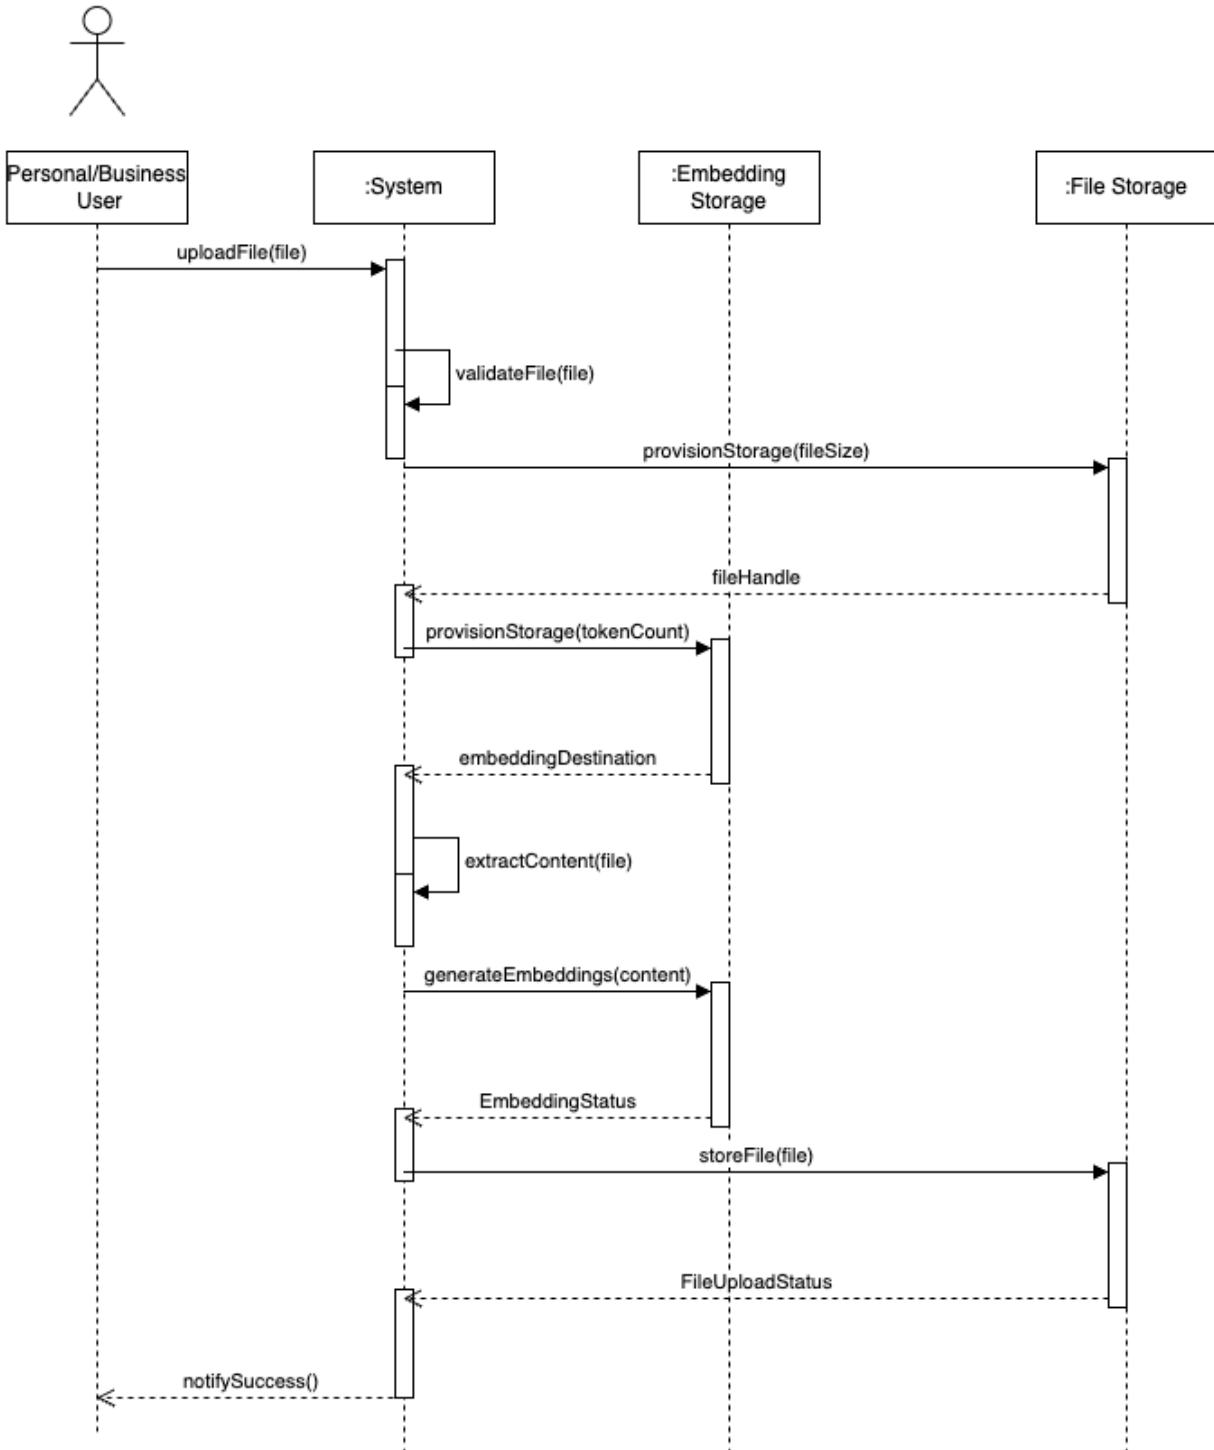 Personal/Business
User
:System
:Embedding
Storage
:File Storage
uploadFile(file)
validateFile(file)
provisionStorage(fileSize)
fileHandle
provisionStorage(tokenCount)
embeddingDestination
extractContent(file)
generateEmbeddings(content)
EmbeddingStatus
storeFile(file)
FileUploadStatus
notifySuccess()